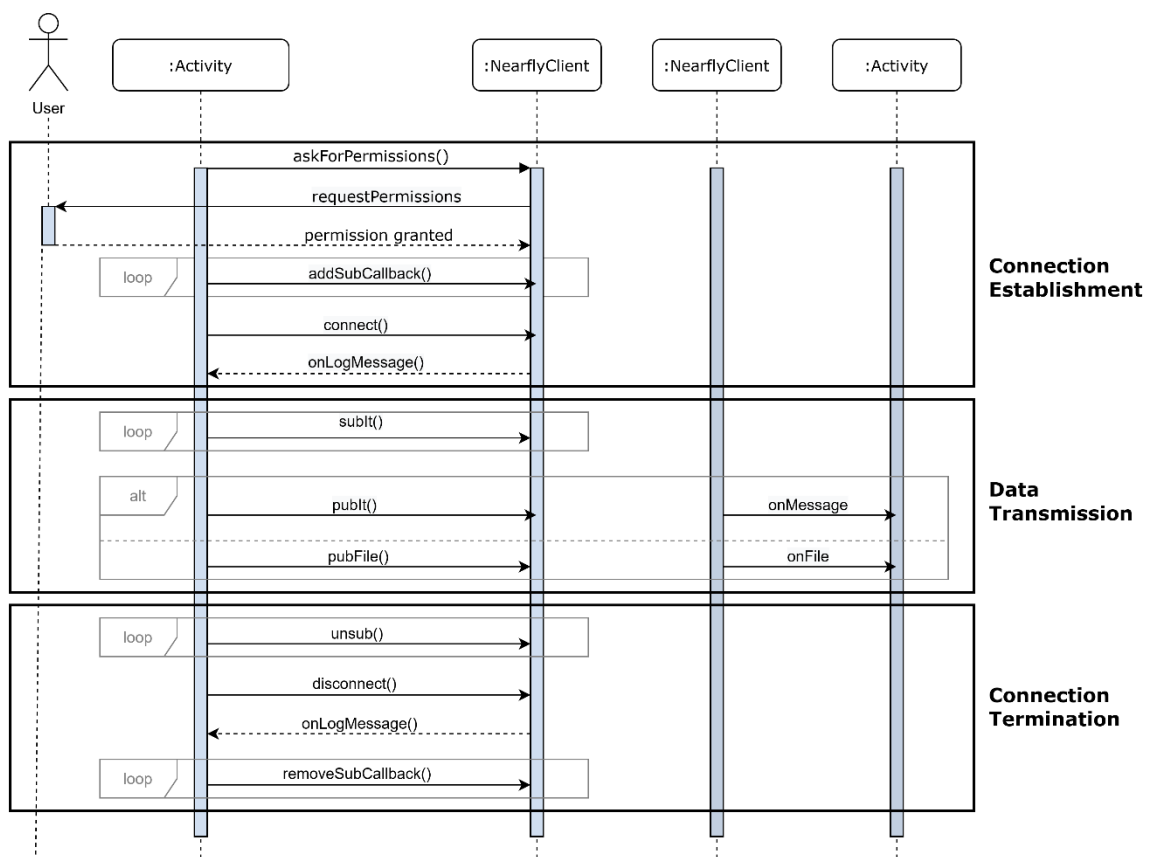 User
:Activity
:NearflyClient
:NearflyClient
:Activity
askForPermissions()
requestPermissions
permission granted
loop
addSubCallback()
connect()
onLogMessage()
Connection
Establishment
loop
subIt()
alt
pubIt()
onMessage
pubFile()
onFile
Data
Transmission
loop
unsub()
disconnect()
onLogMessage()
loop
removeSubCallback()
Connection
Termination